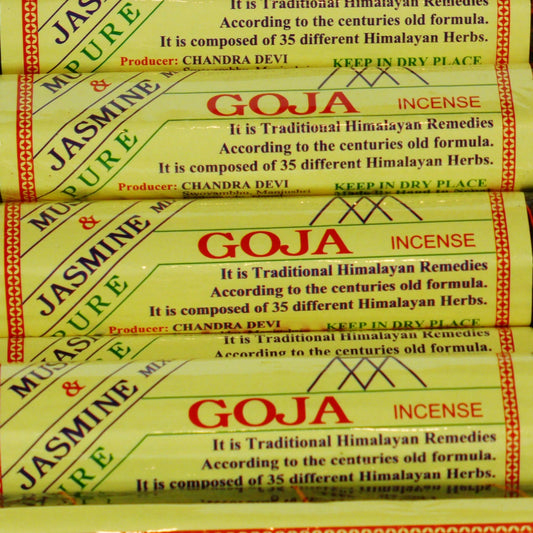 JASMINE
PURE
It is Traditional Himalayan Remedies
According to the centuries old formula.
It is composed of 35 different Himalayan Herbs.
Producer: CHANDRA DEVI
KEEP IN DRY PLACE
&
JASMINE
PURE
GOJA INCENSE
It is Traditional Himalayan Remedies
According to the centuries old formula.
It is composed of 35 different Himalayan Herbs.
Producer: CHANDRA DEVI
KEEP IN DRY PLACE
Swoyambhu, Manjushri
&
JASMINE
PURE
GOJA INCENSE
It is Traditional Himalayan Remedies
According to the centuries old formula.
It is composed of 35 different Himalayan Herbs.
Producer: CHANDRA DEVI
KEEP IN DRY PLACE
It is Traditional Himalayan Remedies
According to the centuries old formula.
&
JASMINE
GOJA INCENSE
It is Traditional Himalayan Remedies
According to the centuries old formula.
It is composed of 35 different Himalayan Herbs.